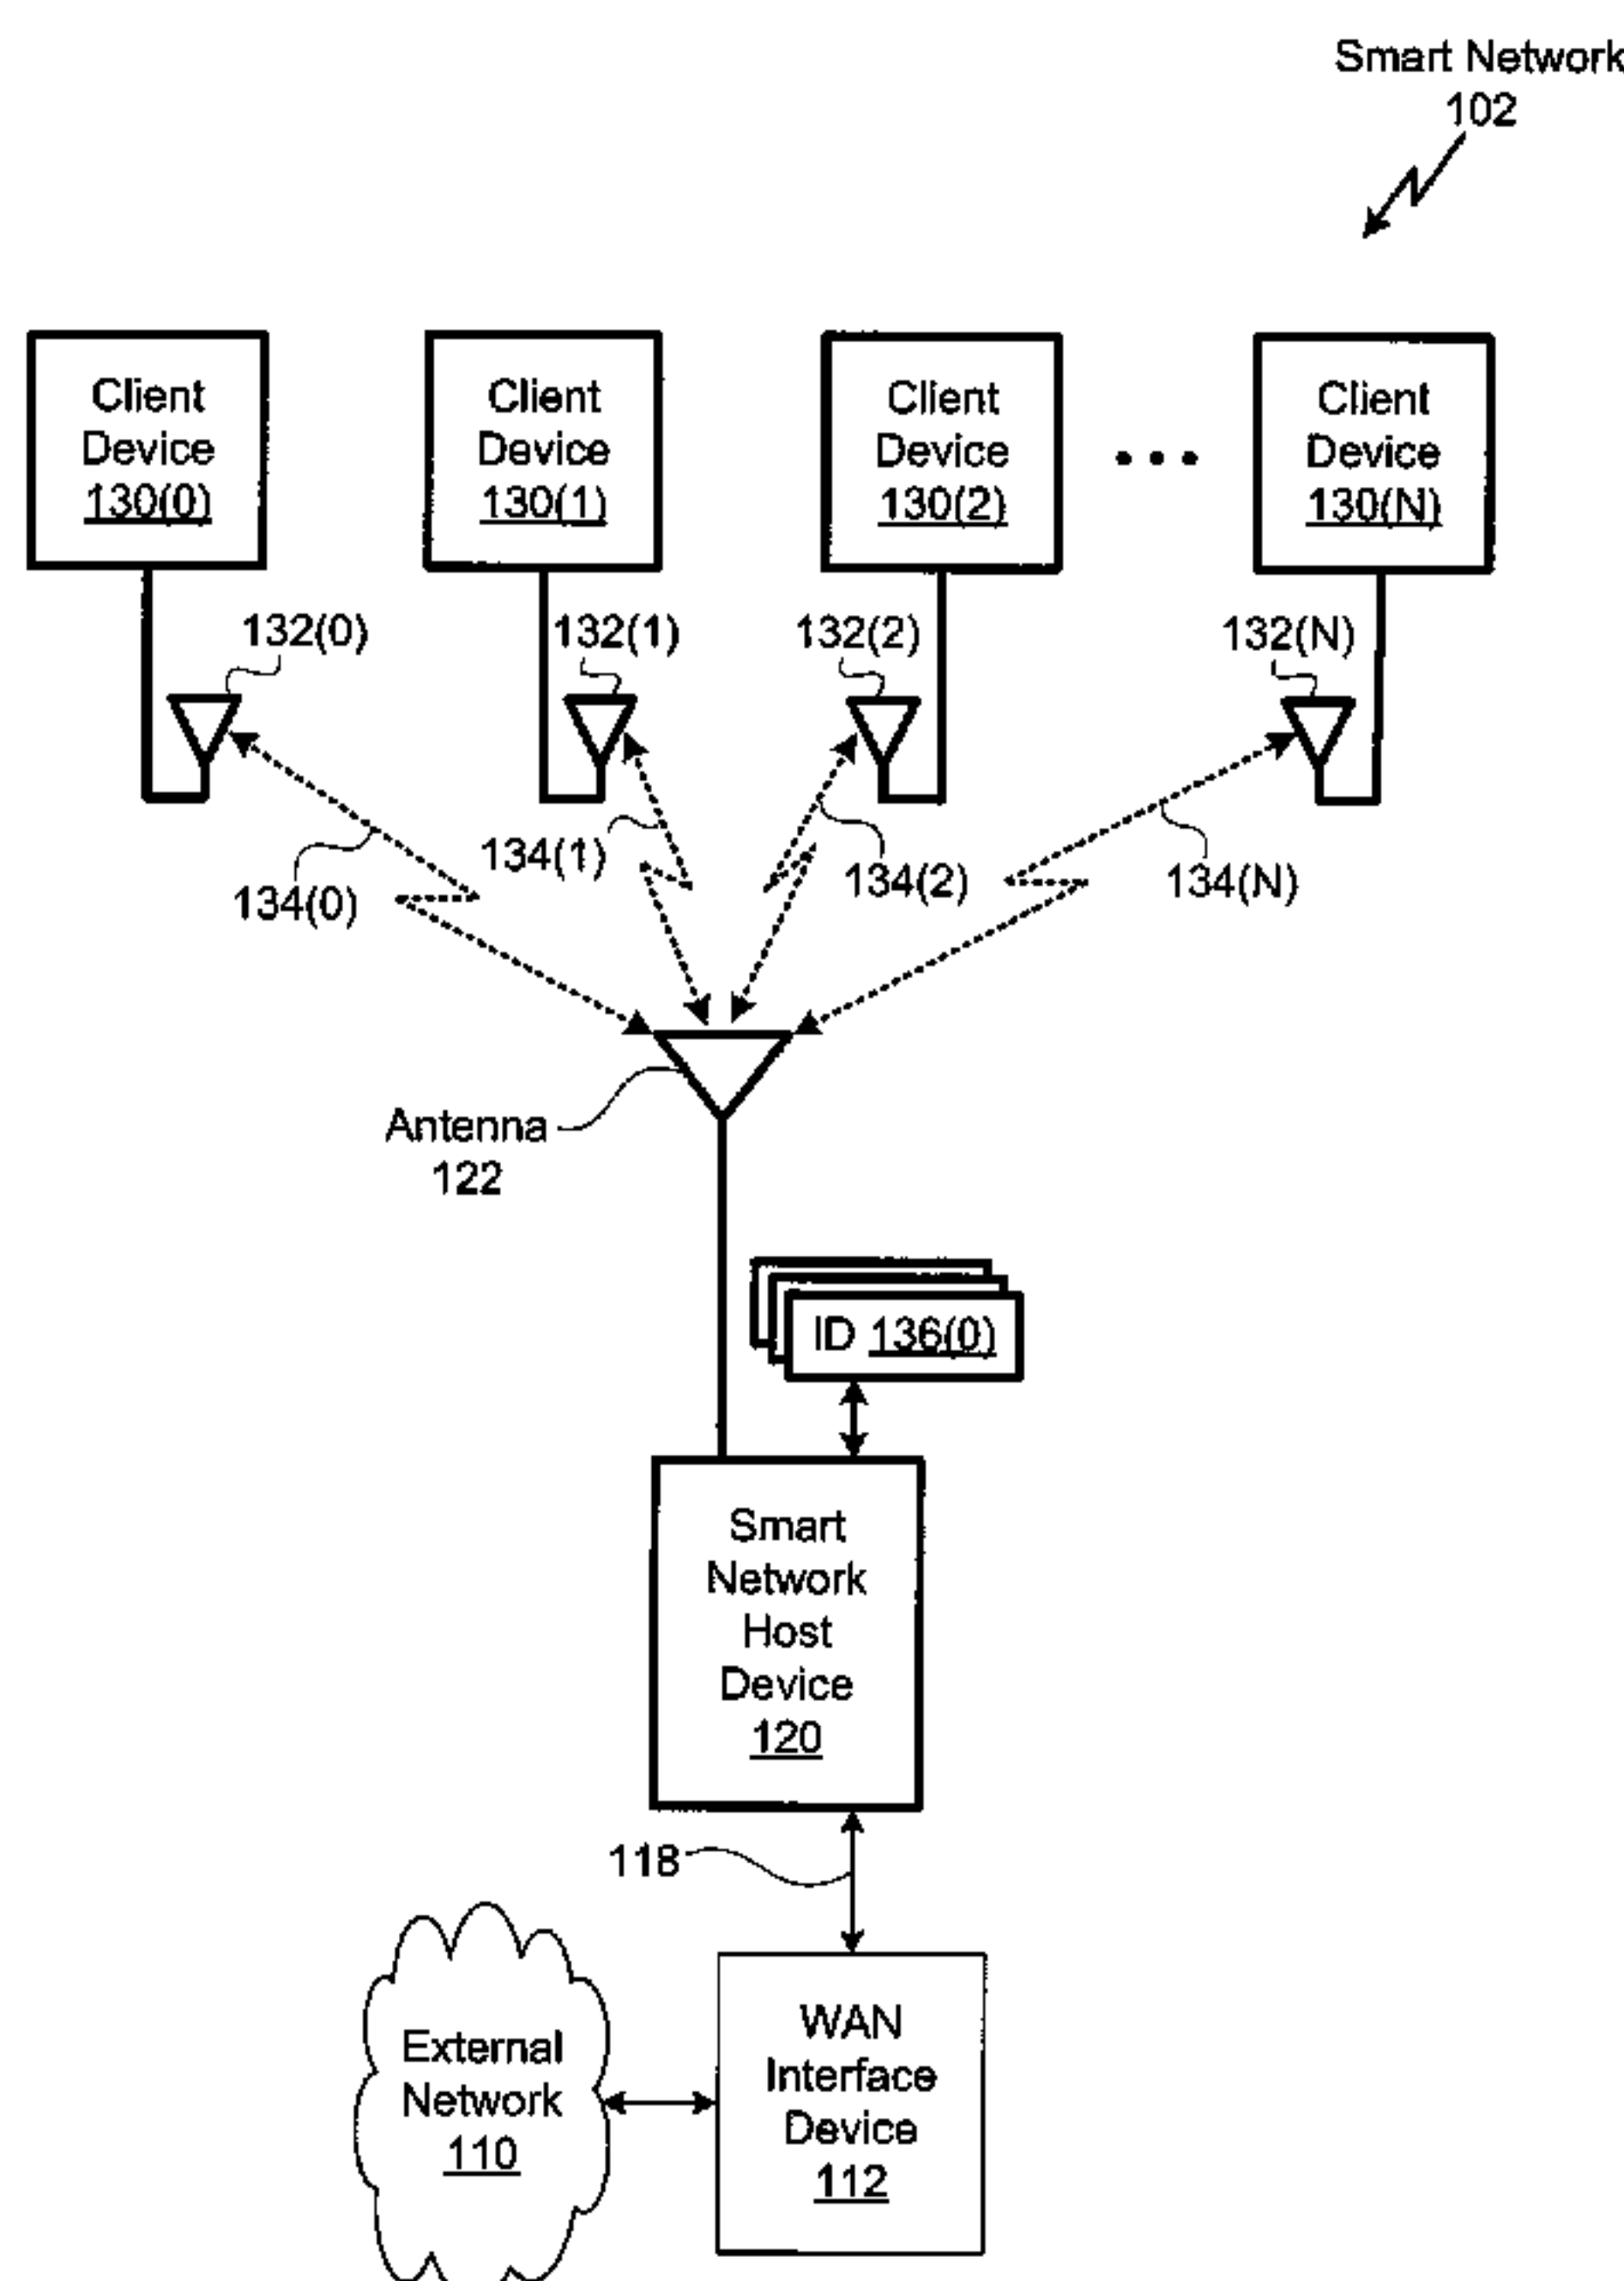 Smart Network
102
Client
Device
130(0)
Client
Device
130(1)
Client
Device
130(2)
Client
Device
130(N)
132(0)
132(1)
132(2)
132(N)
134(0)
134(1)
134(2)
134(N)
Antenna
122
ID 136(0)
Smart
Network
Host
Device
120
118
External
Network
110
WAN
Interface
Device
112